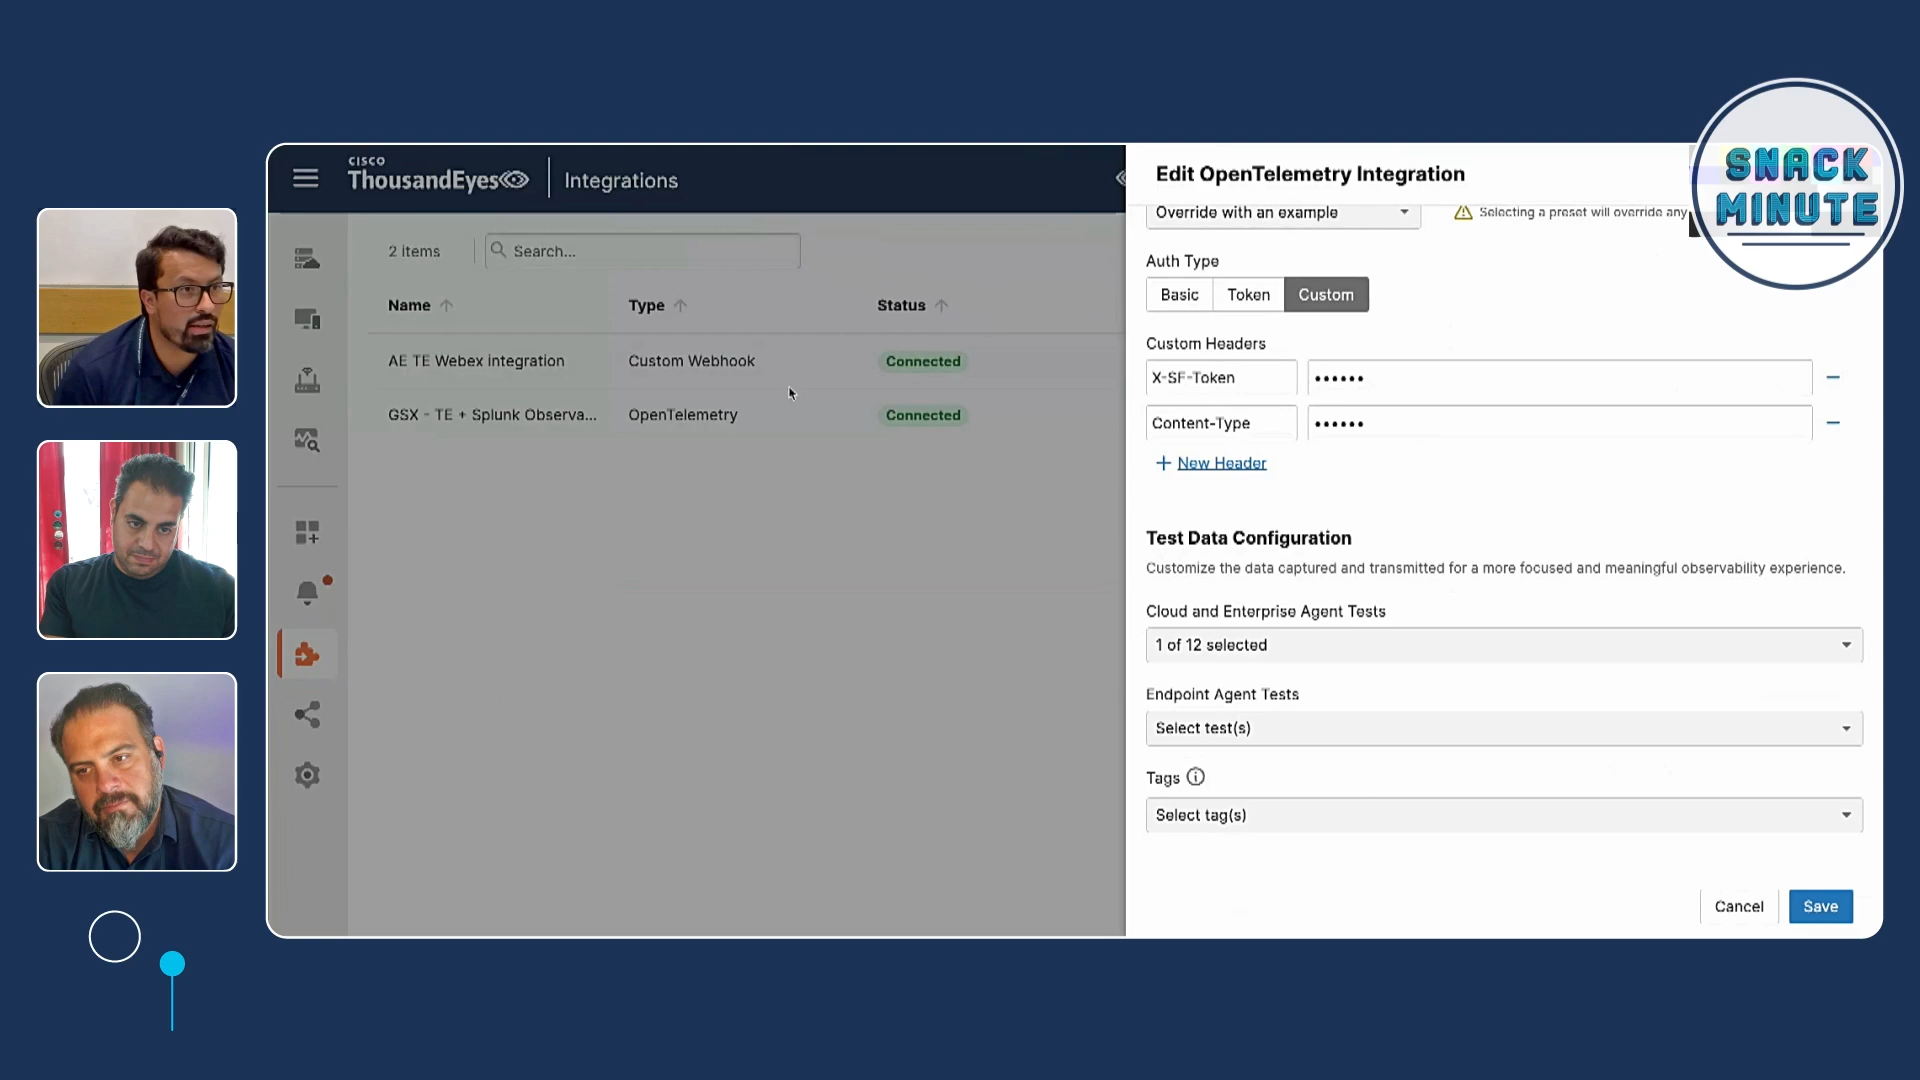 SNACK
MINUTE
CISCO
ThousandEyes
Integrations
2 items
Search...
Name
Type
Status
AE TE Webex integration
Custom Webhook
Connected
GSX - TE + Splunk Observa...
OpenTelemetry
Connected
Edit OpenTelemetry Integration
Override with an example
Selecting a preset will override any
Auth Type
Basic
Token
Custom
Custom Headers
X-SF-Token
••••••
Content-Type
••••••
+ New Header
Test Data Configuration
Customize the data captured and transmitted for a more focused and meaningful observability experience.
Cloud and Enterprise Agent Tests
1 of 12 selected
Endpoint Agent Tests
Select test(s)
Tags
Select tag(s)
Cancel
Save